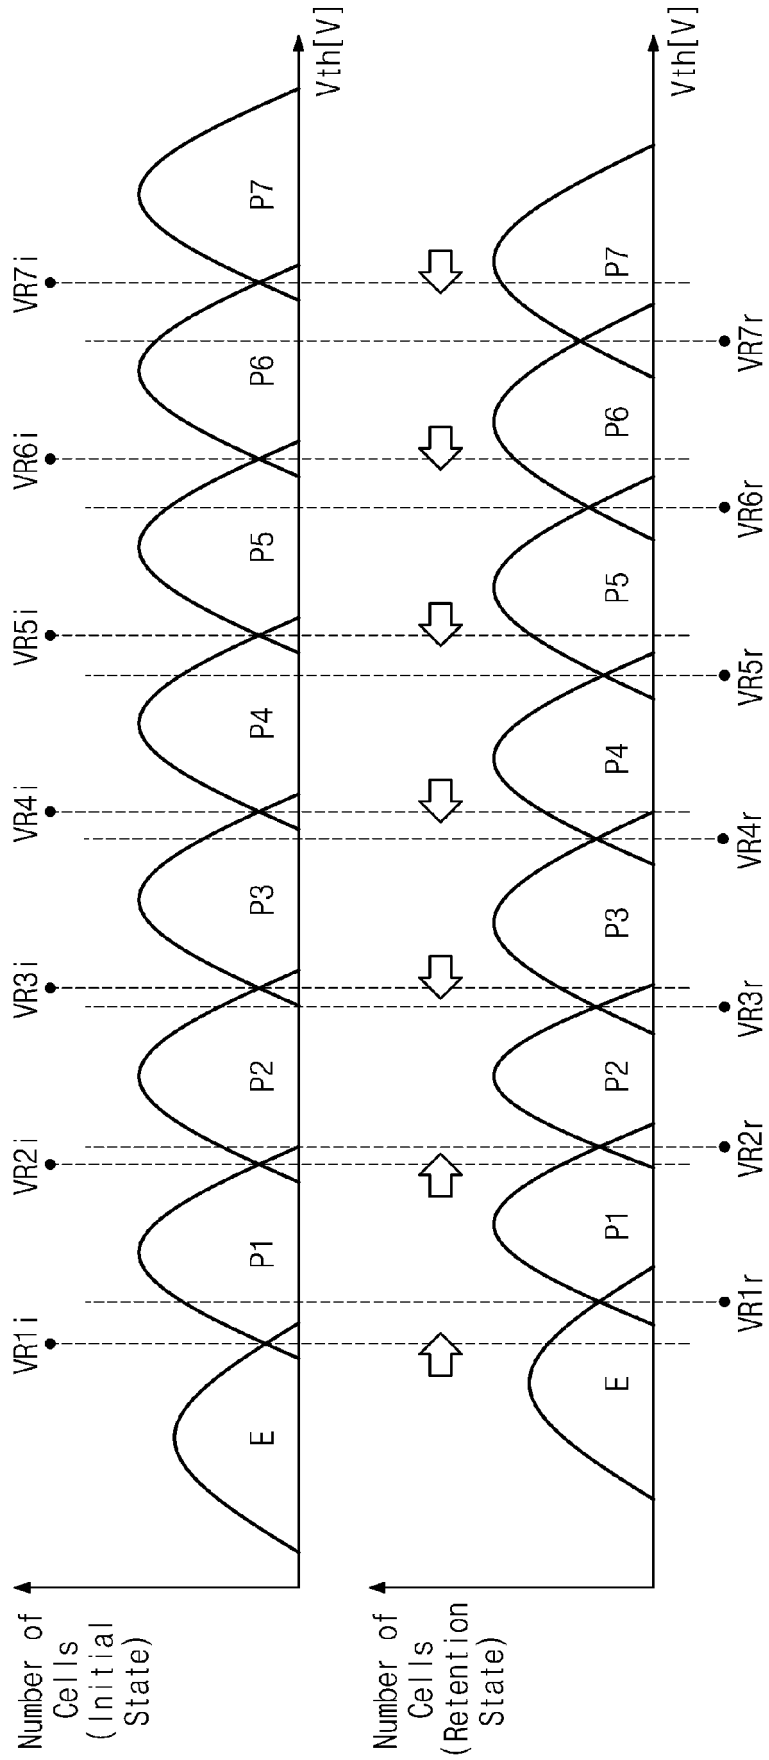 Number of
Cells
(Initial
State)
VR1i
VR2i
VR3i
VR4i
VR5i
VR6i
VR7i
E
P1
P2
P3
P4
P5
P6
P7
Vth[V]
Number of
Cells
(Retention
State)
E
P1
P2
P3
P4
P5
P6
P7
Vth[V]
VR1r
VR2r
VR3r
VR4r
VR5r
VR6r
VR7r